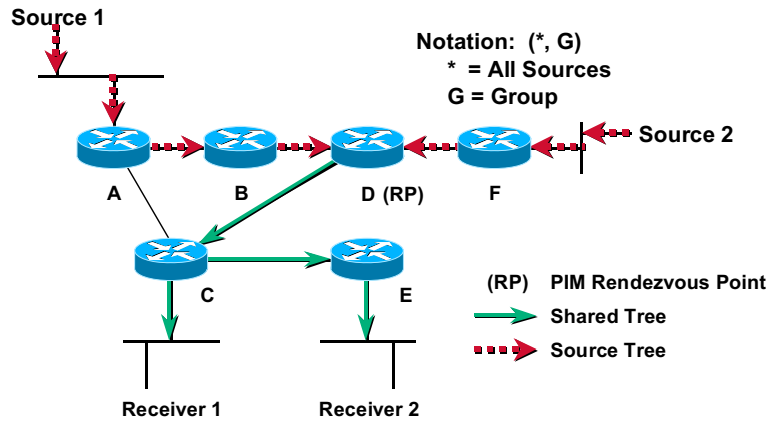 Source 1
Notation: (*, G)
* = All Sources
G = Group
Source 2
A
B
D (RP)
F
C
E
(RP) PIM Rendezvous Point
Shared Tree
Source Tree
Receiver 1
Receiver 2